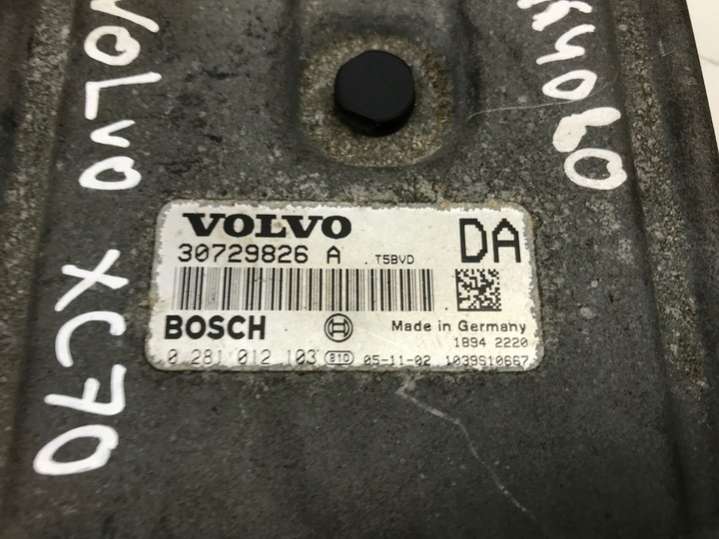 VOLVO XC70
VOLVO
30729826 A .T5BVD
DA
BOSCH
Made in Germany
1894 2220
0 281 012 103 810 05-11-02 1039S10667